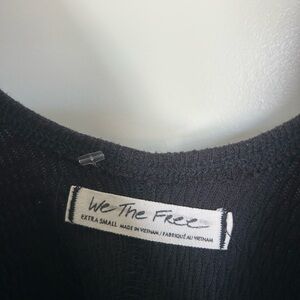 We The Free
EXTRA SMALL MADE IN VIETNAM / FABRIQUÉ AU VIETNAM